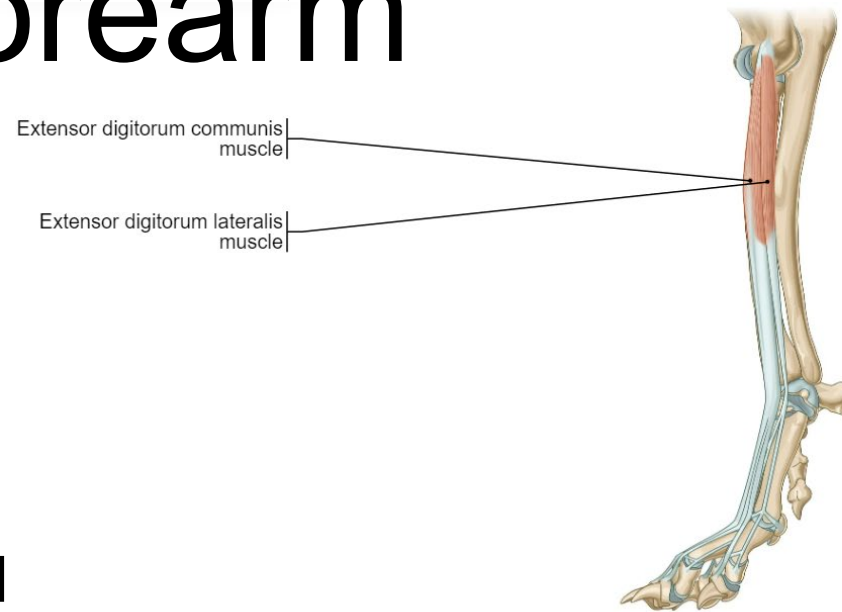 orearm
Extensor digitorum communis
muscle
Extensor digitorum lateralis
muscle